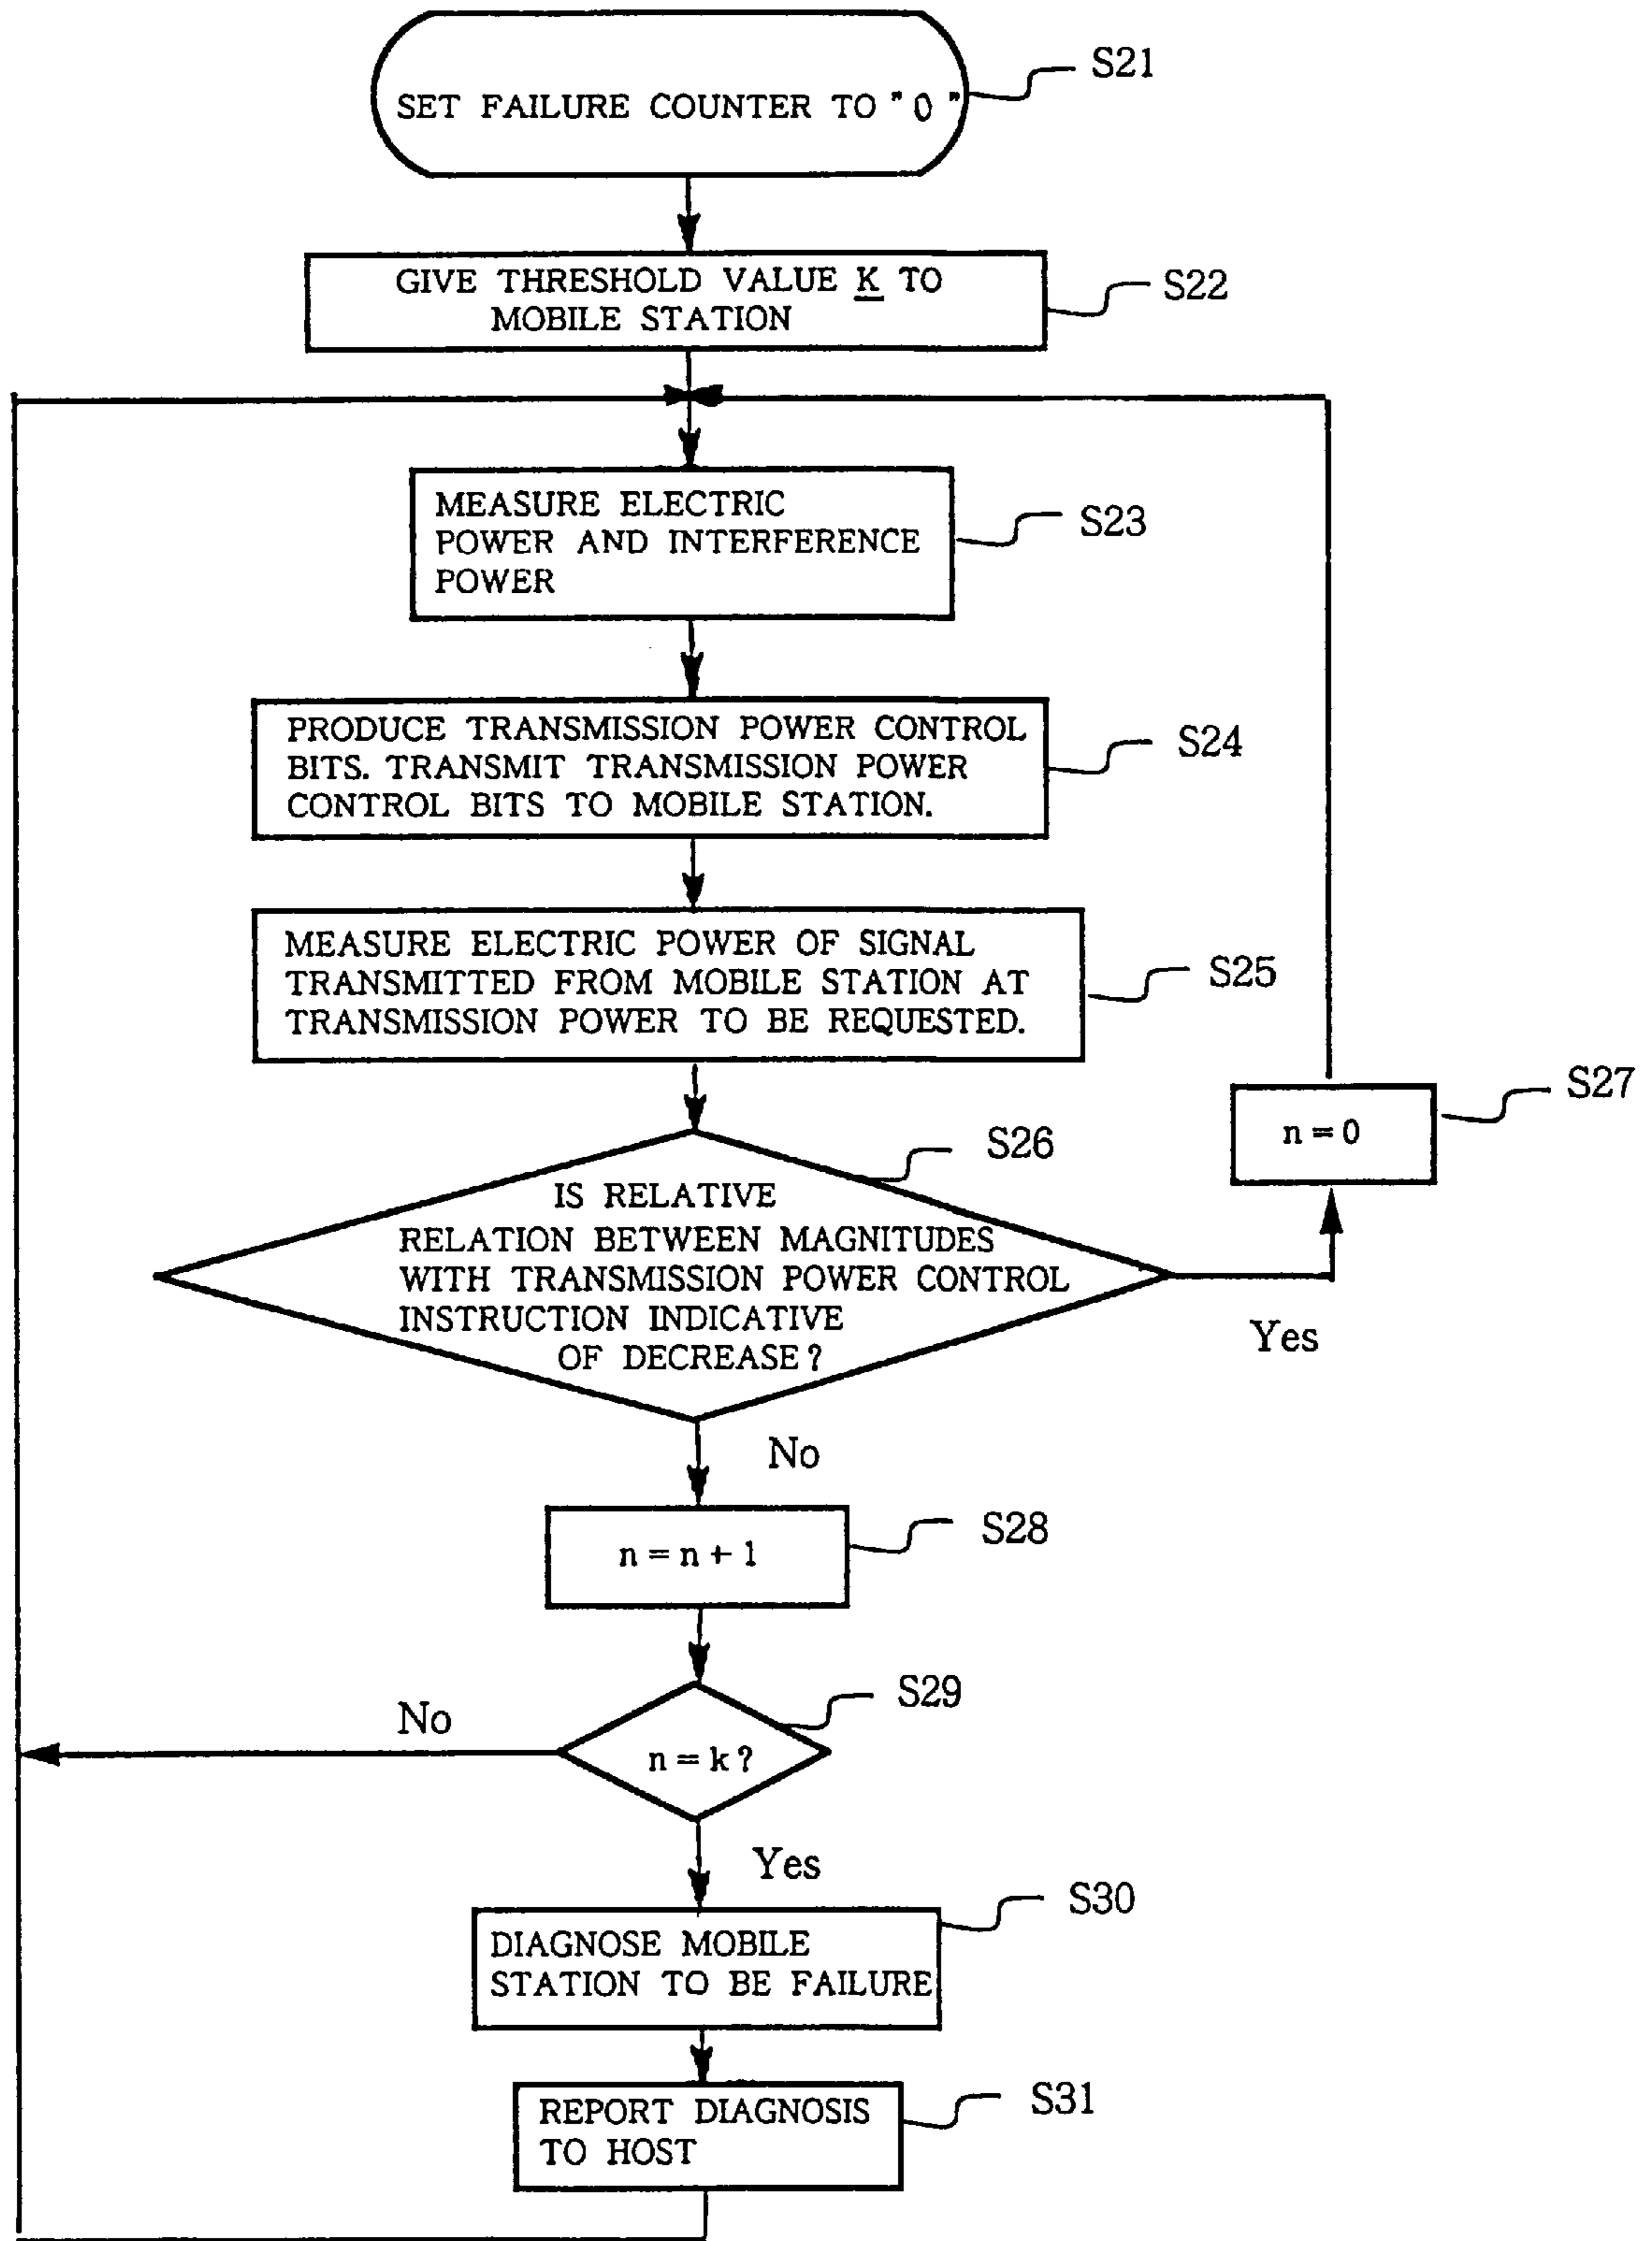 SET FAILURE COUNTER TO "0"
S21
GIVE THRESHOLD VALUE K TO
MOBILE STATION
S22
MEASURE ELECTRIC
POWER AND INTERFERENCE
POWER
S23
PRODUCE TRANSMISSION POWER CONTROL
BITS. TRANSMIT TRANSMISSION POWER
CONTROL BITS TO MOBILE STATION.
S24
MEASURE ELECTRIC POWER OF SIGNAL
TRANSMITTED FROM MOBILE STATION AT
TRANSMISSION POWER TO BE REQUESTED.
S25
S27
n = 0
S26
IS RELATIVE
RELATION BETWEEN MAGNITUDES
WITH TRANSMISSION POWER CONTROL
INSTRUCTION INDICATIVE
OF DECREASE?
Yes
No
n = n + 1
S28
S29
No
n = k?
Yes
DIAGNOSE MOBILE
STATION TO BE FAILURE
S30
REPORT DIAGNOSIS
TO HOST
S31